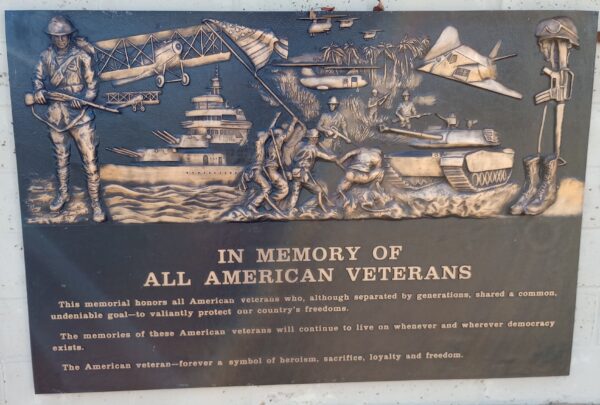 IN MEMORY OF
ALL AMERICAN VETERANS
This memorial honors all American veterans who, although separated by generations, shared a common,
undeniable goal—to valiantly protect our country's freedoms.
The memories of these American veterans will continue to live on whenever and wherever democracy
exists.
The American veteran—forever a symbol of heroism, sacrifice, loyalty and freedom.